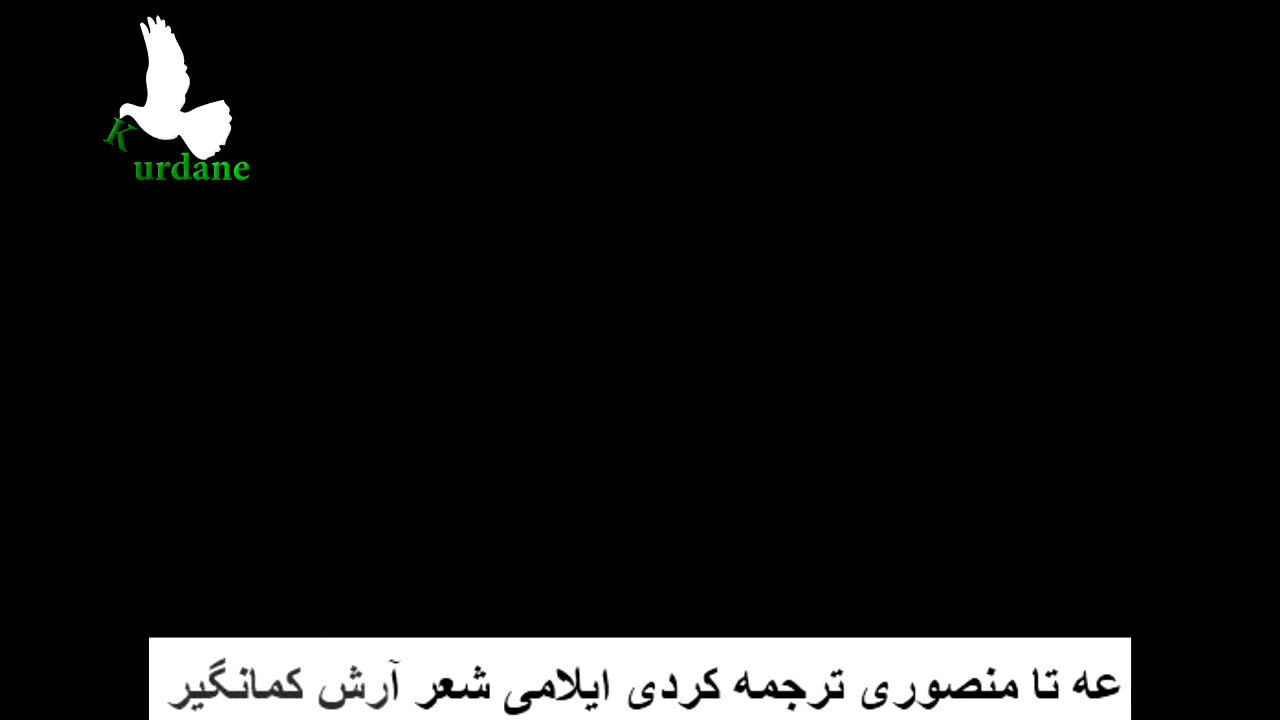 Kurdane
عه تا منصوری ترجمه کردی ایلامی شعر آرش کمانگیر